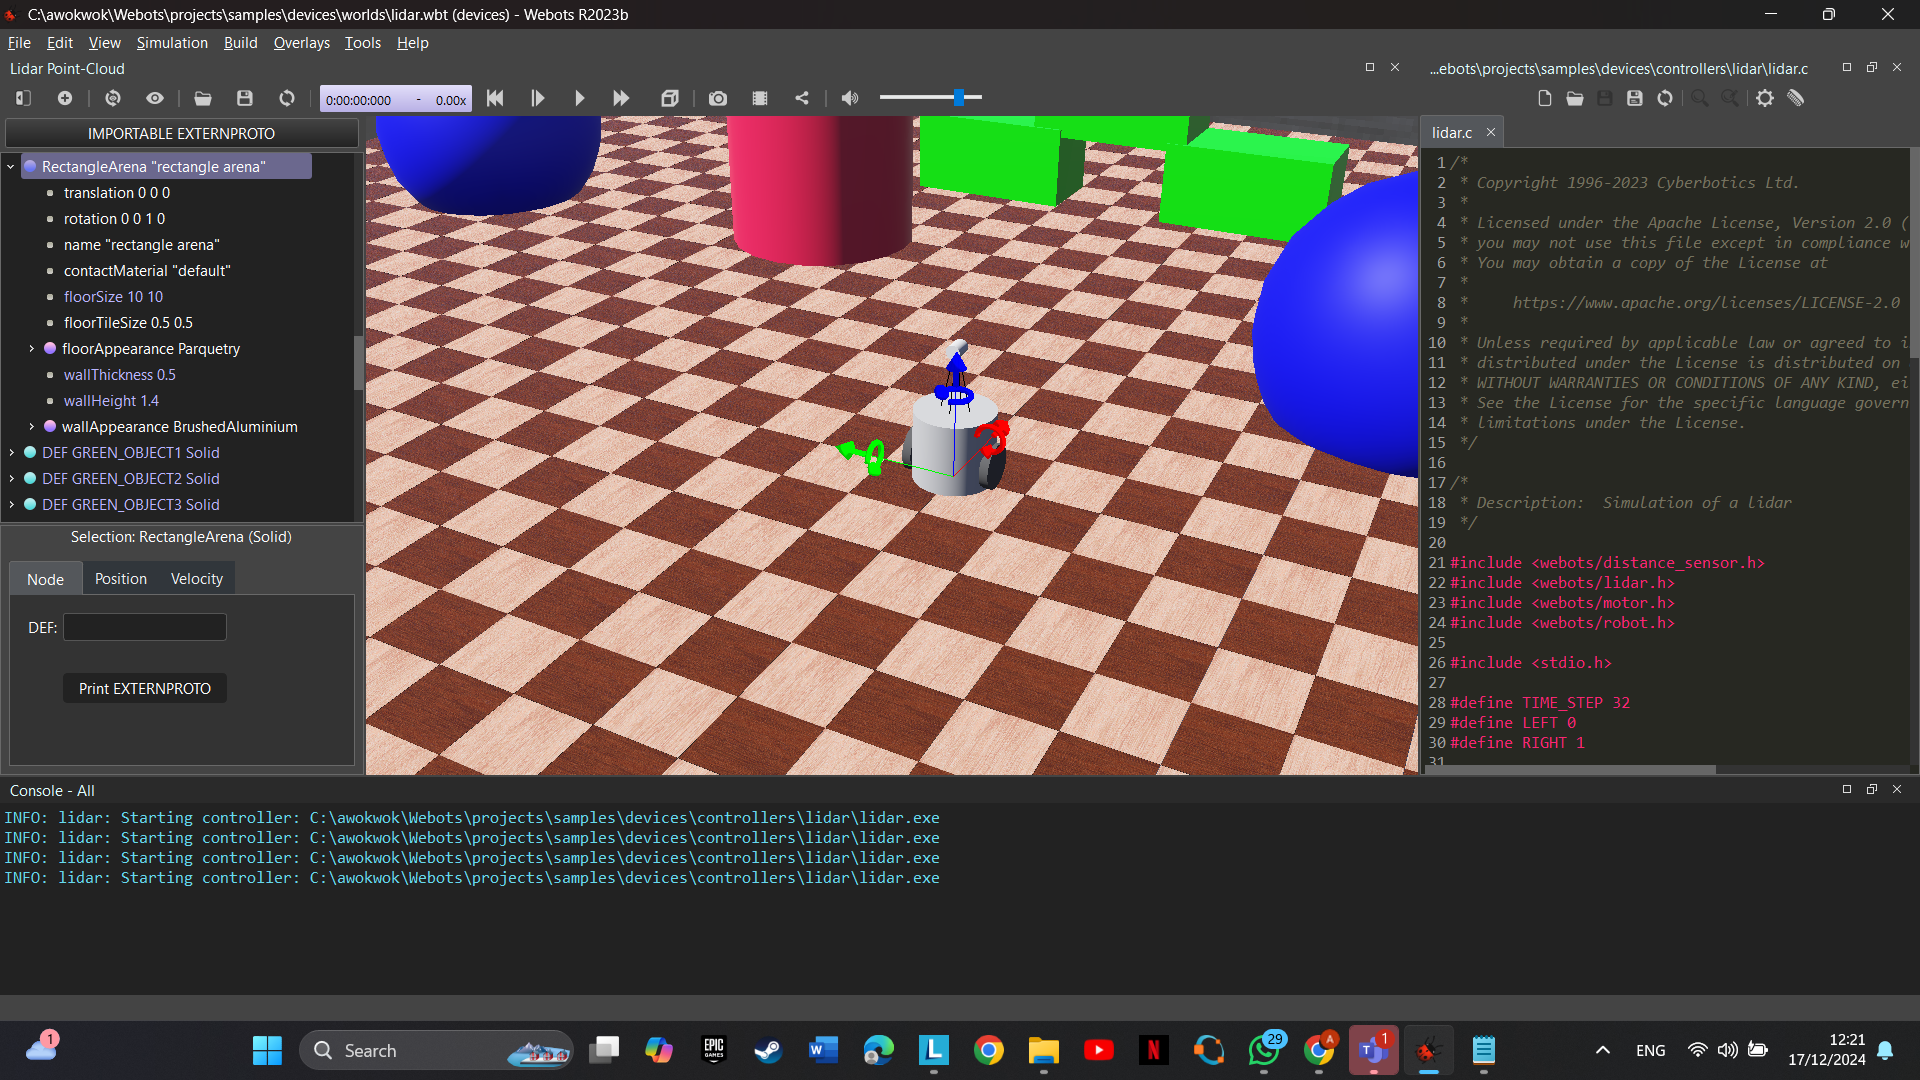 C:\awokwok\Webots\projects\samples\devices\worlds\lidar.wbt (devices) - Webots R2023b
File Edit View Simulation Build Overlays Tools Help
Lidar Point-Cloud
0:00:00:000 - 0.00x
IMPORTABLE EXTERNPROTO
RectangleArena "rectangle arena"
translation 0 0 0
rotation 0 0 1 0
name "rectangle arena"
contactMaterial "default"
floorSize 10 10
floorTileSize 0.5 0.5
floorAppearance Parquetry
wallThickness 0.5
wallHeight 1.4
wallAppearance BrushedAluminium
DEF GREEN_OBJECT1 Solid
DEF GREEN_OBJECT2 Solid
DEF GREEN_OBJECT3 Solid
Selection: RectangleArena (Solid)
Node Position Velocity
DEF:
Print EXTERNPROTO
...ebots\projects\samples\devices\controllers\lidar\lidar.c
lidar.c
1 /*
2 * Copyright 1996-2023 Cyberbotics Ltd.
3 *
4 * Licensed under the Apache License, Version 2.0 (
5 * you may not use this file except in compliance w
6 * You may obtain a copy of the License at
7 *
8 * https://www.apache.org/licenses/LICENSE-2.0
9 *
10 * Unless required by applicable law or agreed to i
11 * distributed under the License is distributed on
12 * WITHOUT WARRANTIES OR CONDITIONS OF ANY KIND, ei
13 * See the License for the specific language govern
14 * limitations under the License.
15 */
16
17 /*
18 * Description:  Simulation of a lidar
19 */
20
21 #include <webots/distance_sensor.h>
22 #include <webots/lidar.h>
23 #include <webots/motor.h>
24 #include <webots/robot.h>
25
26 #include <stdio.h>
27
28 #define TIME_STEP 32
29 #define LEFT 0
30 #define RIGHT 1
31
Console - All
INFO: lidar: Starting controller: C:\awokwok\Webots\projects\samples\devices\controllers\lidar\lidar.exe
INFO: lidar: Starting controller: C:\awokwok\Webots\projects\samples\devices\controllers\lidar\lidar.exe
INFO: lidar: Starting controller: C:\awokwok\Webots\projects\samples\devices\controllers\lidar\lidar.exe
INFO: lidar: Starting controller: C:\awokwok\Webots\projects\samples\devices\controllers\lidar\lidar.exe
1
Search
EPIC GAMES
W
L
N
29
A
T
1
ENG
12:21
17/12/2024